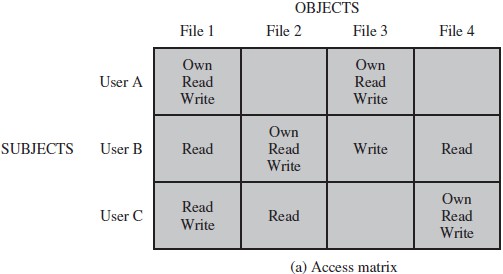 OBJECTS
File 1 File 2 File 3 File 4
User A
Own
Read
Write
Own
Read
Write
SUBJECTS User B
Read
Own
Read
Write
Write
Read
User C
Read
Write
Read
Own
Read
Write
(a) Access matrix